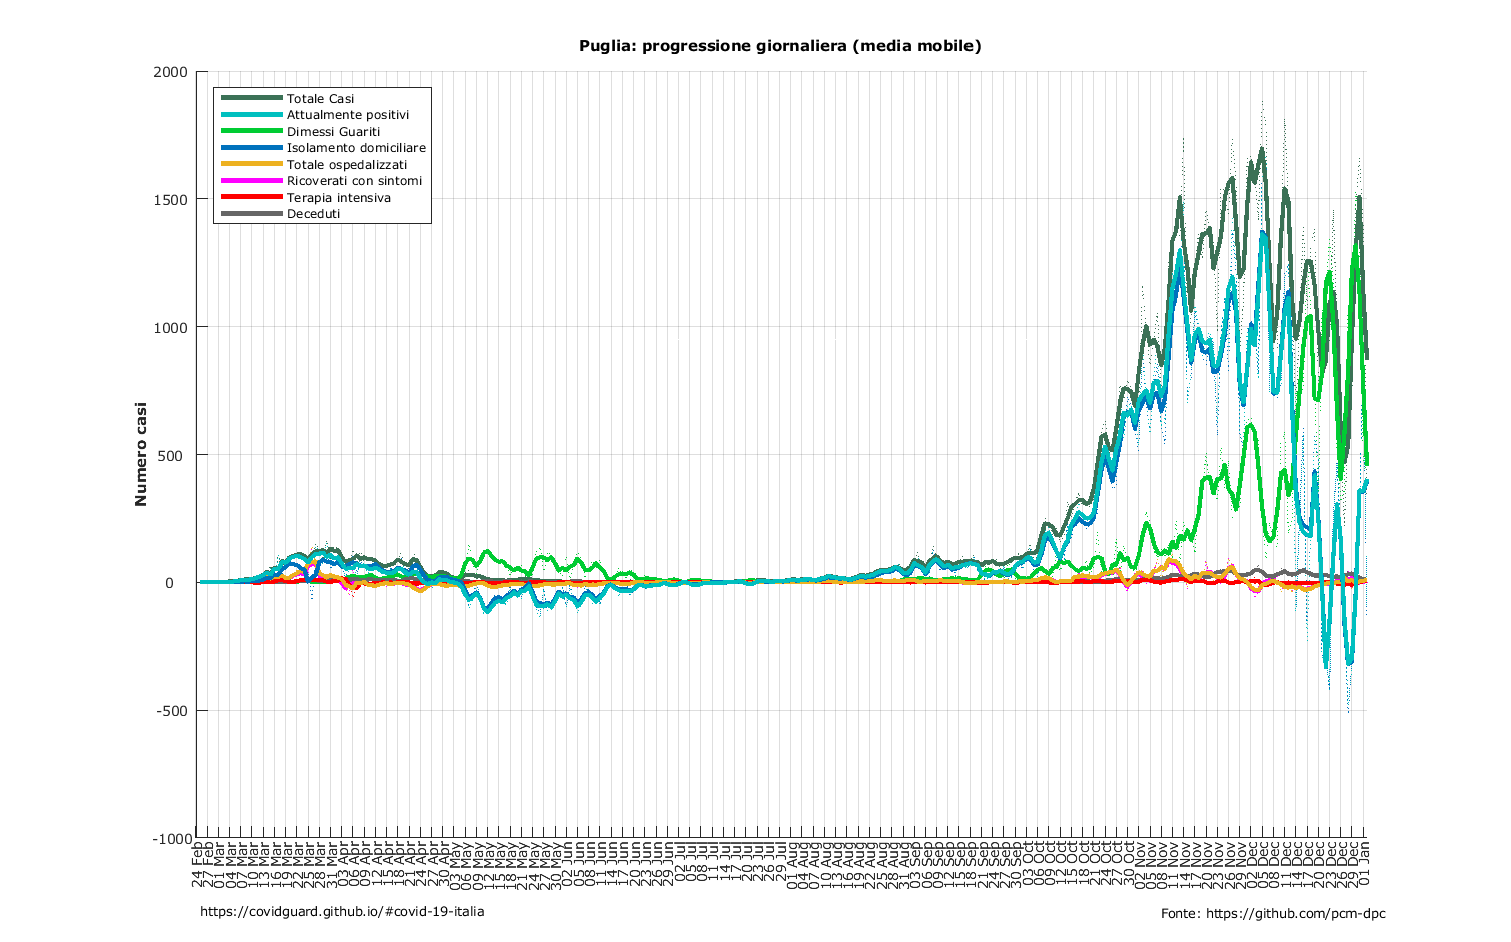 Puglia: progressione giornaliera (media mobile)
2000
1500
1000
500
0
-500
-1000
Numero casi
Totale Casi
Attualmente positivi
Dimessi Guariti
Isolamento domiciliare
Totale ospedalizzati
Ricoverati con sintomi
Terapia intensiva
Deceduti
24 Feb
27 Feb
01 Mar
04 Mar
07 Mar
10 Mar
13 Mar
16 Mar
19 Mar
22 Mar
25 Mar
28 Mar
31 Mar
03 Apr
06 Apr
09 Apr
12 Apr
15 Apr
18 Apr
21 Apr
24 Apr
27 Apr
30 Apr
03 May
06 May
09 May
12 May
15 May
18 May
21 May
24 May
27 May
30 May
02 Jun
05 Jun
08 Jun
11 Jun
14 Jun
17 Jun
20 Jun
23 Jun
26 Jun
29 Jun
02 Jul
05 Jul
08 Jul
11 Jul
14 Jul
17 Jul
20 Jul
23 Jul
26 Jul
29 Jul
01 Aug
04 Aug
07 Aug
10 Aug
13 Aug
16 Aug
19 Aug
22 Aug
25 Aug
28 Aug
31 Aug
03 Sep
06 Sep
09 Sep
12 Sep
15 Sep
18 Sep
21 Sep
24 Sep
27 Sep
30 Sep
03 Oct
06 Oct
09 Oct
12 Oct
15 Oct
18 Oct
21 Oct
24 Oct
27 Oct
30 Oct
02 Nov
05 Nov
08 Nov
11 Nov
14 Nov
17 Nov
20 Nov
23 Nov
26 Nov
29 Nov
02 Dec
05 Dec
08 Dec
11 Dec
14 Dec
17 Dec
20 Dec
23 Dec
26 Dec
29 Dec
01 Jan
https://covidguard.github.io/#covid-19-italia
Fonte: https://github.com/pcm-dpc